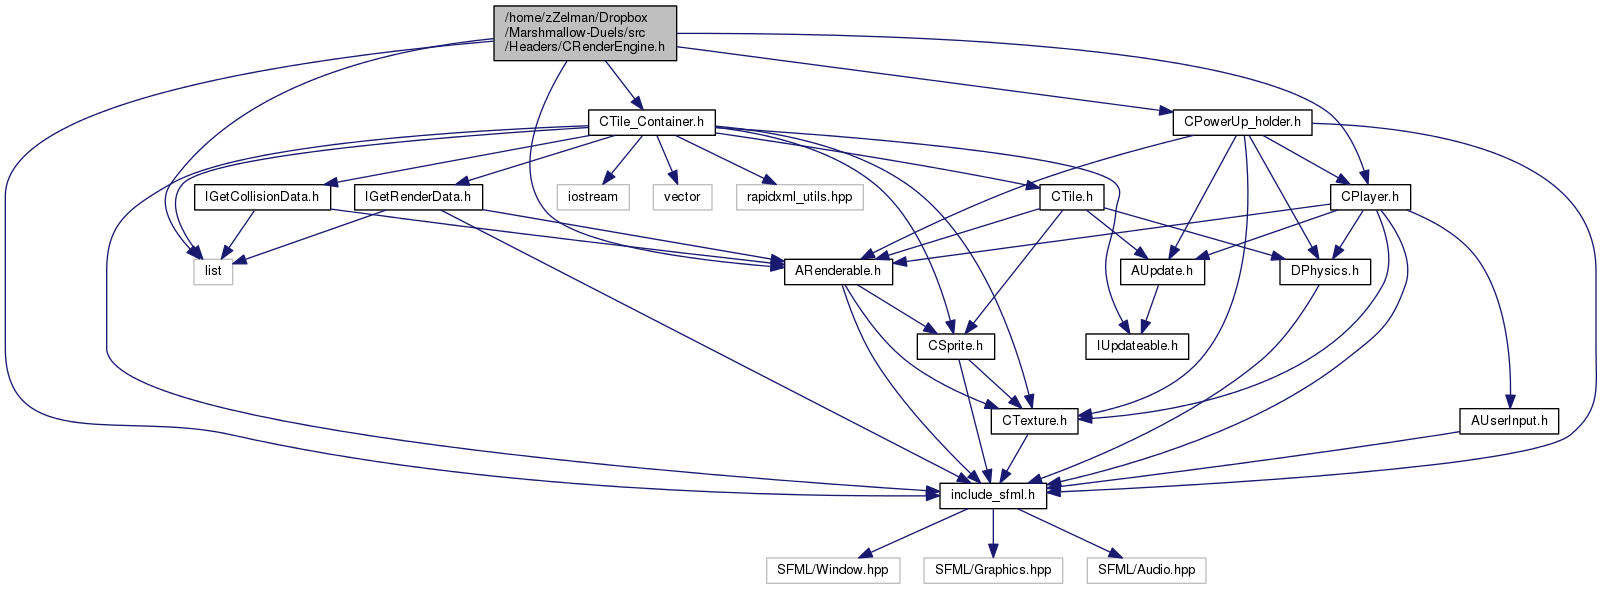 /home/zZelman/Dropbox
/Marshmallow-Duels/src
/Headers/CRenderEngine.h
CTile_Container.h
CPowerUp_holder.h
IGetCollisionData.h
IGetRenderData.h
iostream
vector
rapidxml_utils.hpp
CTile.h
CPlayer.h
list
ARenderable.h
AUpdate.h
DPhysics.h
CSprite.h
IUpdateable.h
CTexture.h
AUserInput.h
include_sfml.h
SFML/Window.hpp
SFML/Graphics.hpp
SFML/Audio.hpp